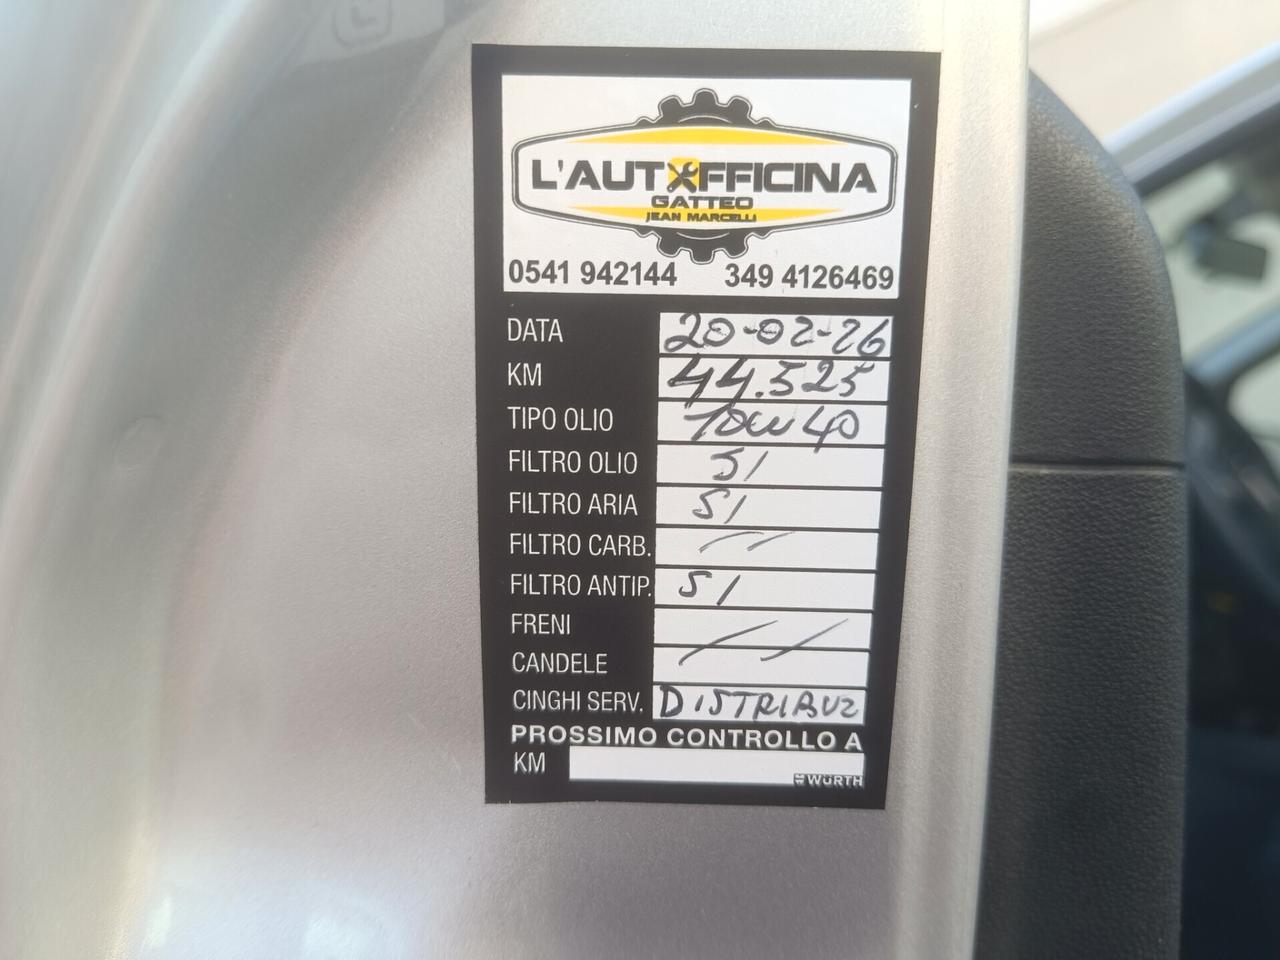 L'AUTOFFICINA
GATTEO
JEAN MARCELLI
0541 942144 349 4126469
DATA 20-02-26
KM 44.525
TIPO OLIO 10W40
FILTRO OLIO SI
FILTRO ARIA SI
FILTRO CARB. //
FILTRO ANTIP. SI
FRENI //
CANDELE
CINGHI SERV. DISTRIBUZ
PROSSIMO CONTROLLO A
KM
WÜRTH